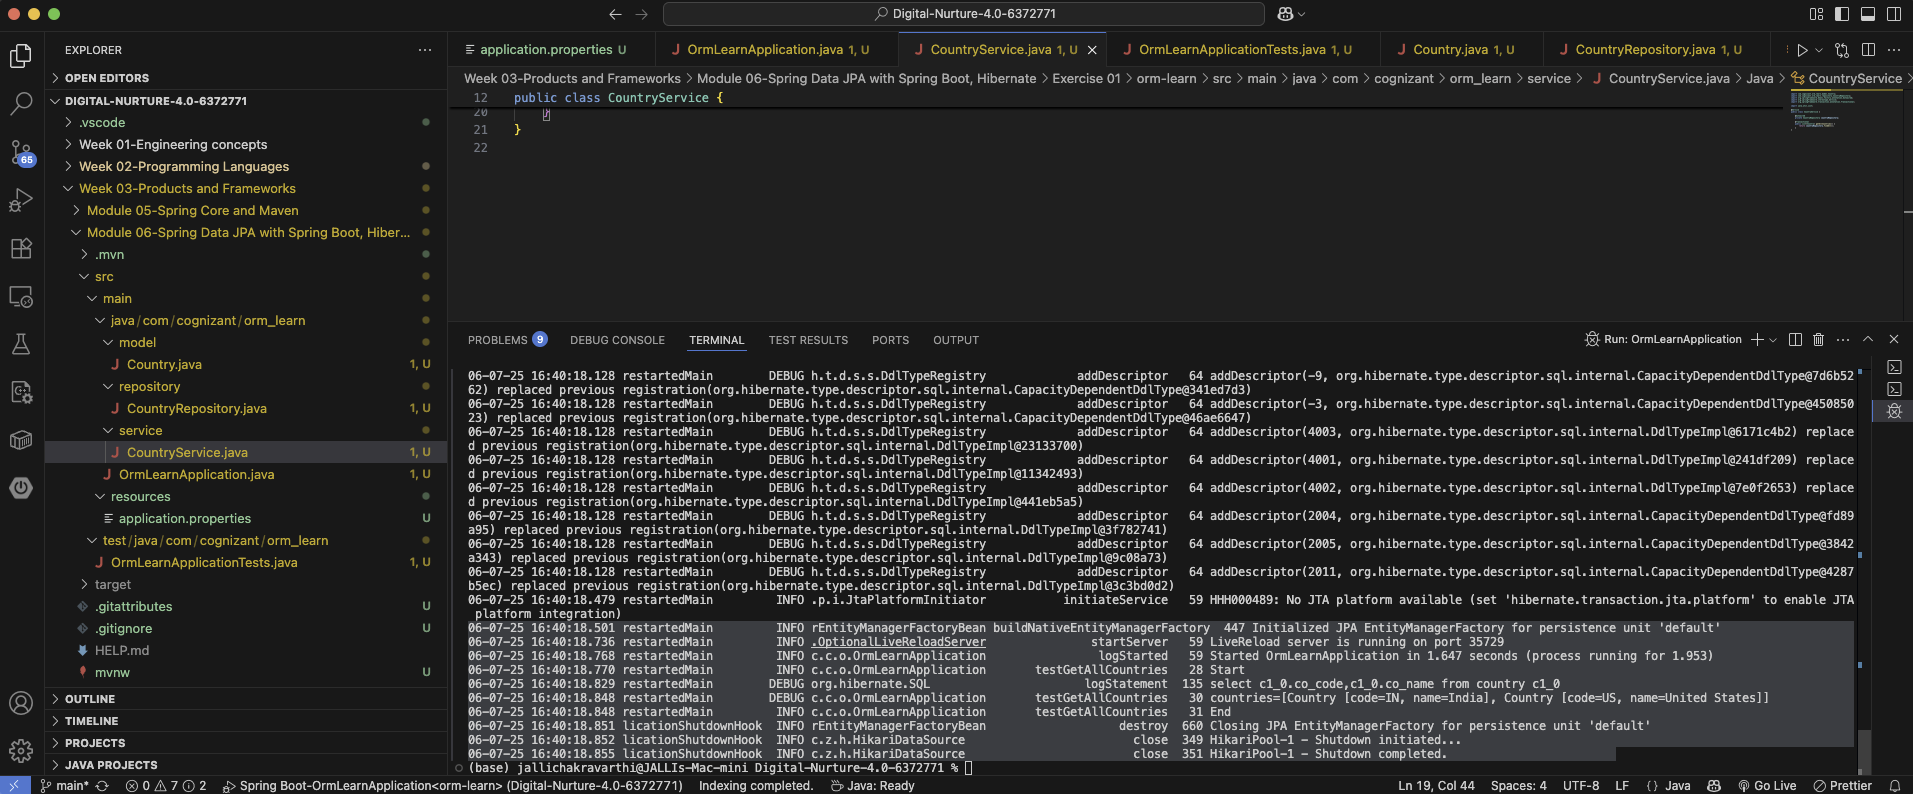 Digital-Nurture-4.0-6372771
EXPLORER
OPEN EDITORS
DIGITAL-NURTURE-4.0-6372771
.vscode
Week 01-Engineering concepts
Week 02-Programming Languages
Week 03-Products and Frameworks
Module 05-Spring Core and Maven
Module 06-Spring Data JPA with Spring Boot, Hiber...
.mvn
src
main
java/com/cognizant/orm_learn
model
Country.java 1, U
repository
CountryRepository.java 1, U
service
CountryService.java 1, U
OrmLearnApplication.java 1, U
resources
application.properties U
test/java/com/cognizant/orm_learn
OrmLearnApplicationTests.java 1, U
target
.gitattributes U
.gitignore U
HELP.md
mvnw U
OUTLINE
TIMELINE
PROJECTS
JAVA PROJECTS
65
application.properties U OrmLearnApplication.java 1, U CountryService.java 1, U OrmLearnApplicationTests.java 1, U Country.java 1, U CountryRepository.java 1, U
Week 03-Products and Frameworks > Module 06-Spring Data JPA with Spring Boot, Hibernate > Exercise 01 > orm-learn > src > main > java > com > cognizant > orm_learn > service > CountryService.java > Java > CountryService >
12 public class CountryService {
20 }
21 }
22
PROBLEMS 9 DEBUG CONSOLE TERMINAL TEST RESULTS PORTS OUTPUT Run: OrmLearnApplication
06-07-25 16:40:18.128 restartedMain DEBUG h.t.d.s.s.DdlTypeRegistry addDescriptor 64 addDescriptor(-9, org.hibernate.type.descriptor.sql.internal.CapacityDependentDdlType@7d6b52
62) replaced previous registration(org.hibernate.type.descriptor.sql.internal.CapacityDependentDdlType@341ed7d3)
06-07-25 16:40:18.128 restartedMain DEBUG h.t.d.s.s.DdlTypeRegistry addDescriptor 64 addDescriptor(-3, org.hibernate.type.descriptor.sql.internal.CapacityDependentDdlType@450850
23) replaced previous registration(org.hibernate.type.descriptor.sql.internal.CapacityDependentDdlType@46ae6647)
06-07-25 16:40:18.128 restartedMain DEBUG h.t.d.s.s.DdlTypeRegistry addDescriptor 64 addDescriptor(4003, org.hibernate.type.descriptor.sql.internal.DdlTypeImpl@6171c4b2) replace
d previous registration(org.hibernate.type.descriptor.sql.internal.DdlTypeImpl@23133700)
06-07-25 16:40:18.128 restartedMain DEBUG h.t.d.s.s.DdlTypeRegistry addDescriptor 64 addDescriptor(4001, org.hibernate.type.descriptor.sql.internal.DdlTypeImpl@241df209) replace
d previous registration(org.hibernate.type.descriptor.sql.internal.DdlTypeImpl@11342493)
06-07-25 16:40:18.128 restartedMain DEBUG h.t.d.s.s.DdlTypeRegistry addDescriptor 64 addDescriptor(4002, org.hibernate.type.descriptor.sql.internal.DdlTypeImpl@7e0f2653) replace
d previous registration(org.hibernate.type.descriptor.sql.internal.DdlTypeImpl@441eb5a5)
06-07-25 16:40:18.128 restartedMain DEBUG h.t.d.s.s.DdlTypeRegistry addDescriptor 64 addDescriptor(2004, org.hibernate.type.descriptor.sql.internal.CapacityDependentDdlType@fd89
a95) replaced previous registration(org.hibernate.type.descriptor.sql.internal.DdlTypeImpl@3f782741)
06-07-25 16:40:18.128 restartedMain DEBUG h.t.d.s.s.DdlTypeRegistry addDescriptor 64 addDescriptor(2005, org.hibernate.type.descriptor.sql.internal.CapacityDependentDdlType@3842
a343) replaced previous registration(org.hibernate.type.descriptor.sql.internal.DdlTypeImpl@9c08a73)
06-07-25 16:40:18.128 restartedMain DEBUG h.t.d.s.s.DdlTypeRegistry addDescriptor 64 addDescriptor(2011, org.hibernate.type.descriptor.sql.internal.CapacityDependentDdlType@4287
b5ec) replaced previous registration(org.hibernate.type.descriptor.sql.internal.DdlTypeImpl@3c3bd0d2)
06-07-25 16:40:18.479 restartedMain INFO .p.i.JtaPlatformInitiator initiateService 59 HHH000489: No JTA platform available (set 'hibernate.transaction.jta.platform' to enable JTA
platform integration)
06-07-25 16:40:18.501 restartedMain INFO rEntityManagerFactoryBean buildNativeEntityManagerFactory 447 Initialized JPA EntityManagerFactory for persistence unit 'default'
06-07-25 16:40:18.736 restartedMain INFO .OptionalLiveReloadServer startServer 59 LiveReload server is running on port 35729
06-07-25 16:40:18.768 restartedMain INFO c.c.o.OrmLearnApplication logStarted 59 Started OrmLearnApplication in 1.647 seconds (process running for 1.953)
06-07-25 16:40:18.770 restartedMain INFO c.c.o.OrmLearnApplication testGetAllCountries 28 Start
06-07-25 16:40:18.829 restartedMain DEBUG org.hibernate.SQL logStatement 135 select c1_0.co_code,c1_0.co_name from country c1_0
06-07-25 16:40:18.848 restartedMain DEBUG c.c.o.OrmLearnApplication testGetAllCountries 30 countries=[Country [code=IN, name=India], Country [code=US, name=United States]]
06-07-25 16:40:18.848 restartedMain INFO c.c.o.OrmLearnApplication testGetAllCountries 31 End
06-07-25 16:40:18.851 licationShutdownHook INFO rEntityManagerFactoryBean destroy 660 Closing JPA EntityManagerFactory for persistence unit 'default'
06-07-25 16:40:18.852 licationShutdownHook INFO c.z.h.HikariDataSource close 349 HikariPool-1 - Shutdown initiated...
06-07-25 16:40:18.855 licationShutdownHook INFO c.z.h.HikariDataSource close 351 HikariPool-1 - Shutdown completed.
(base) jallichakravarthi@JALLIs-Mac-mini Digital-Nurture-4.0-6372771 %
main* 0 7 2 Spring Boot-OrmLearnApplication<orm-learn> (Digital-Nurture-4.0-6372771) Indexing completed. Java: Ready Ln 19, Col 44 Spaces: 4 UTF-8 LF {} Java Go Live Prettier